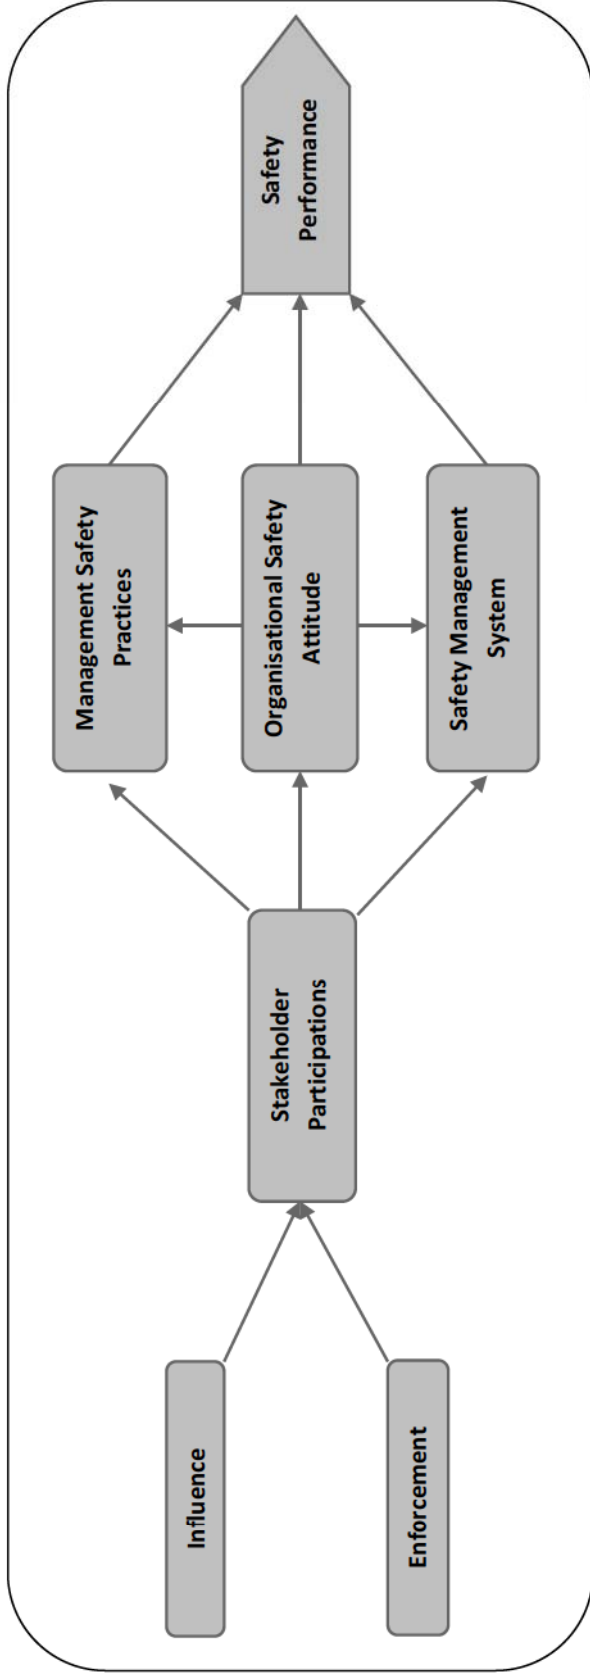 Influence
Enforcement
Stakeholder
Participations
Management Safety
Practices
Organisational Safety
Attitude
Safety Management
System
Safety
Performance